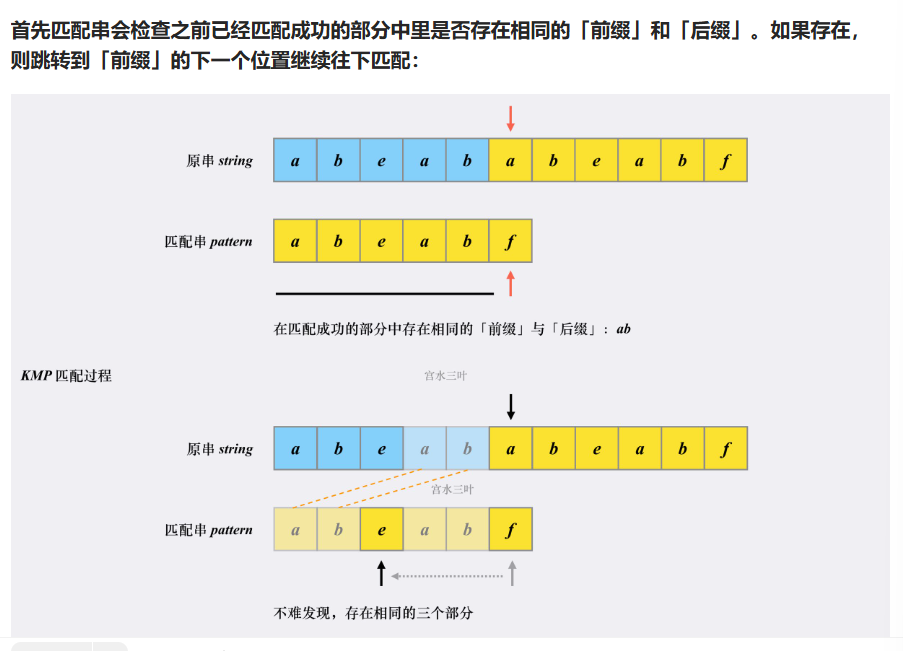 首先匹配串会检查之前已经匹配成功的部分中里是否存在相同的「前缀」和「后缀」。如果存在，
则跳转到「前缀」的下一个位置继续往下匹配：
原串 string a b e a b a b e a b f
匹配串 pattern a b e a b f
在匹配成功的部分中存在相同的「前缀」与「后缀」：ab
KMP 匹配过程
宫水三叶
原串 string a b e a b a b e a b f
宫水三叶
匹配串 pattern a b e a b f
不难发现，存在相同的三个部分